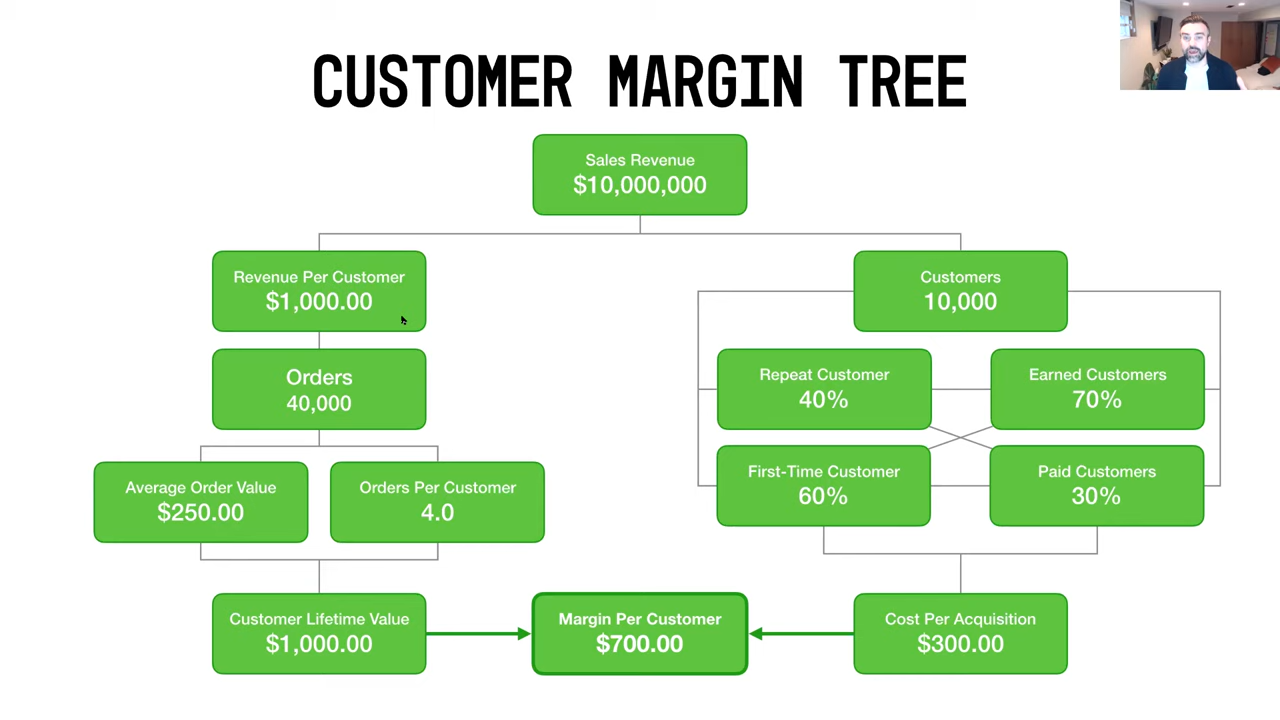 CUSTOMER MARGIN TREE
Sales Revenue
$10,000,000
Revenue Per Customer
$1,000.00
Customers
10,000
Orders
40,000
Repeat Customer
40%
Earned Customers
70%
Average Order Value
$250.00
Orders Per Customer
4.0
First-Time Customer
60%
Paid Customers
30%
Customer Lifetime Value
$1,000.00
Margin Per Customer
$700.00
Cost Per Acquisition
$300.00